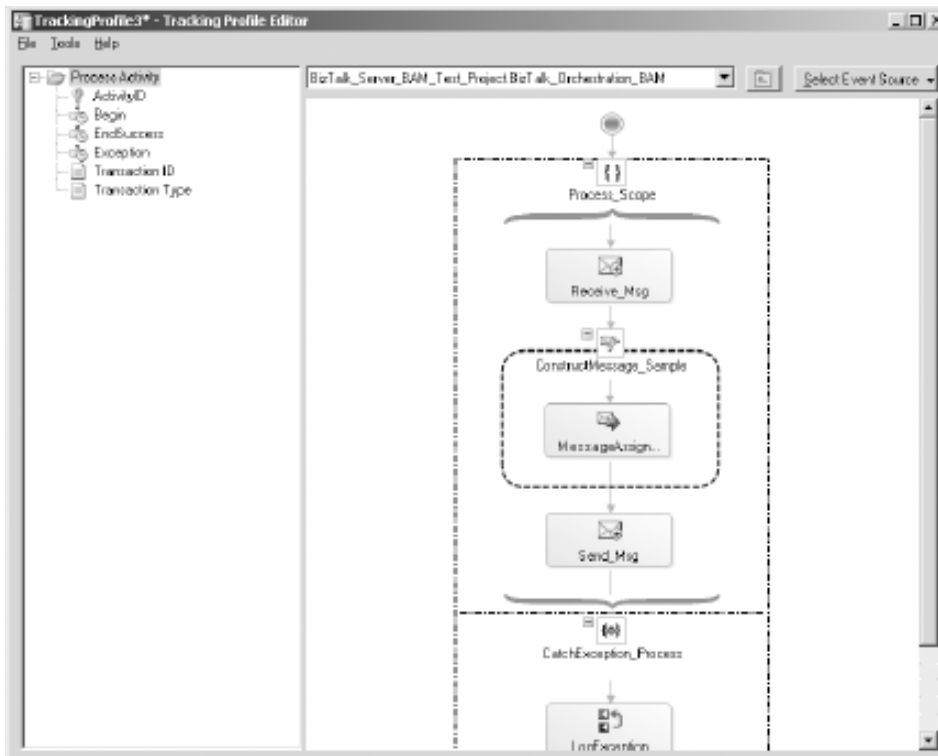 TrackingProfile3* - Tracking Profile Editor
File Tools Help
Process Activity
ActivityID
Begin
EndSuccess
Exception
Transaction ID
Transaction Type
BizTalk_Server_BAM_Test_Project.BizTalk_Orchestration_BAM
Select Event Source
Process_Scope
Receive_Msg
ConstructMessage_Sample
MessageAssign...
Send_Msg
CatchException_Process
LogException